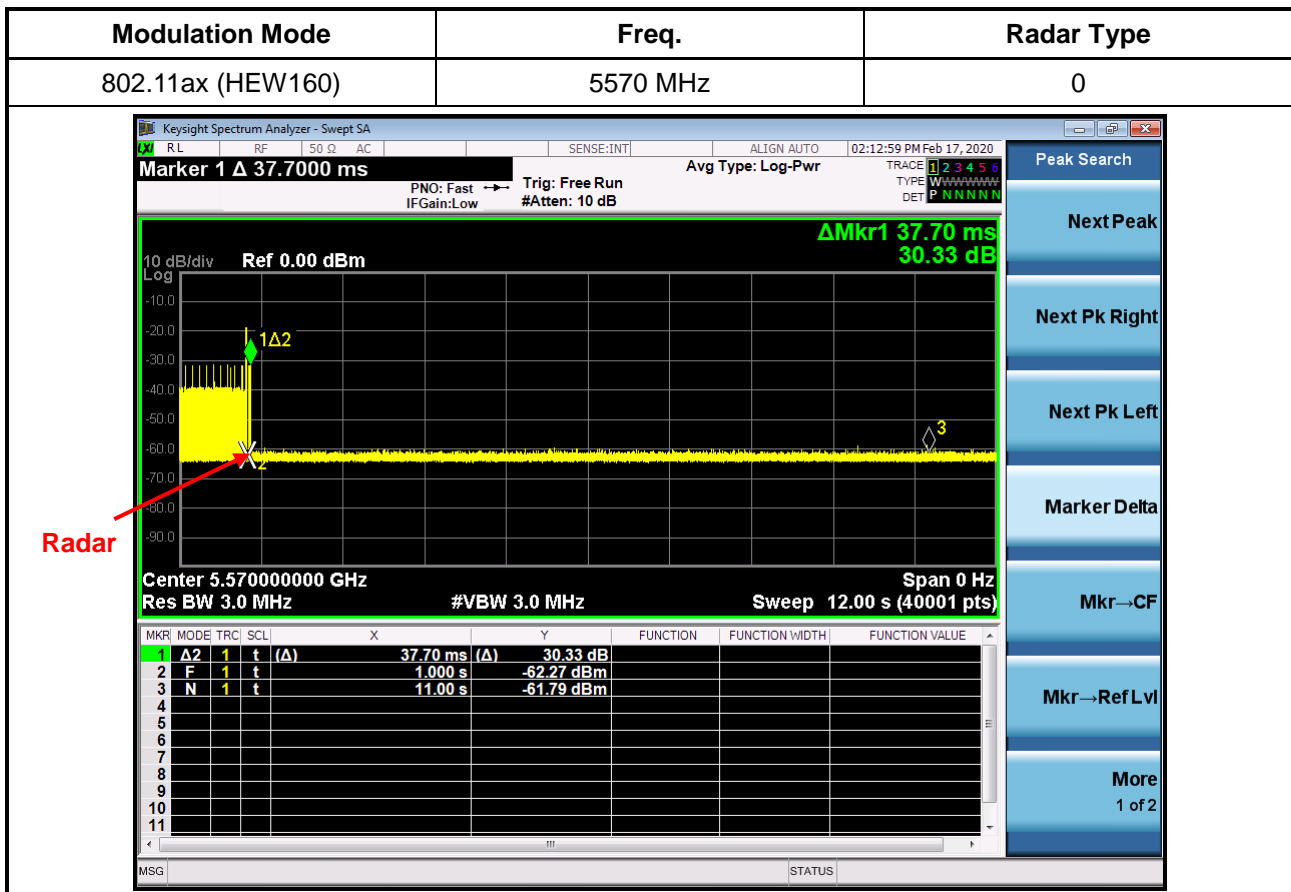 Modulation Mode Freq. Radar Type
802.11ax (HEW160) 5570 MHz 0
Keysight Spectrum Analyzer - Swept SA
LXI RL RF 50 Ω AC SENSE:INT ALIGN AUTO 02:12:59 PM Feb 17, 2020
Marker 1 Δ 37.7000 ms
PNO: Fast
IFGain:Low
Trig: Free Run
#Atten: 10 dB
Avg Type: Log-Pwr
TRACE 1 2 3 4 5 6
TYPE WWWWWW
DET P N N N N N
ΔMkr1 37.70 ms
30.33 dB
10 dB/div Ref 0.00 dBm
Log
-10.0
-20.0
-30.0
-40.0
-50.0
-60.0
-70.0
-80.0
-90.0
1Δ2
2
3
Radar
Center 5.570000000 GHz Span 0 Hz
Res BW 3.0 MHz #VBW 3.0 MHz Sweep 12.00 s (40001 pts)
MKR MODE TRC SCL X Y FUNCTION FUNCTION WIDTH FUNCTION VALUE
1 Δ2 1 t (Δ) 37.70 ms (Δ) 30.33 dB
2 F 1 t 1.000 s -62.27 dBm
3 N 1 t 11.00 s -61.79 dBm
4
5
6
7
8
9
10
11
MSG STATUS
Peak Search
Next Peak
Next Pk Right
Next Pk Left
Marker Delta
Mkr→CF
Mkr→Ref Lvl
More
1 of 2